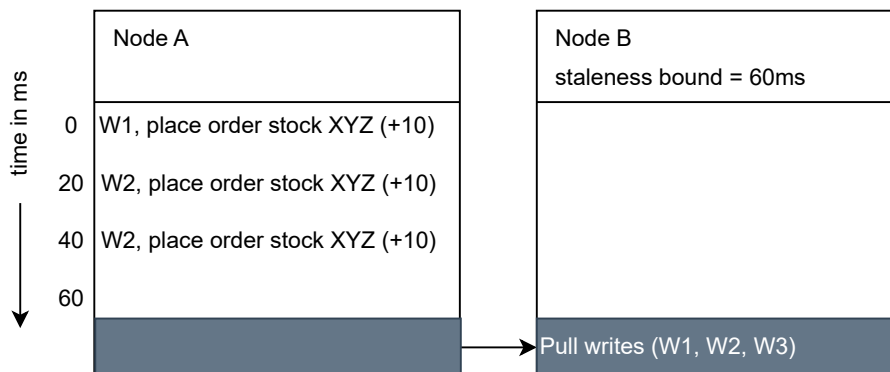 Node A
Node B
staleness bound = 60ms
time in ms
0 W1, place order stock XYZ (+10)
20 W2, place order stock XYZ (+10)
40 W2, place order stock XYZ (+10)
60
Pull writes (W1, W2, W3)